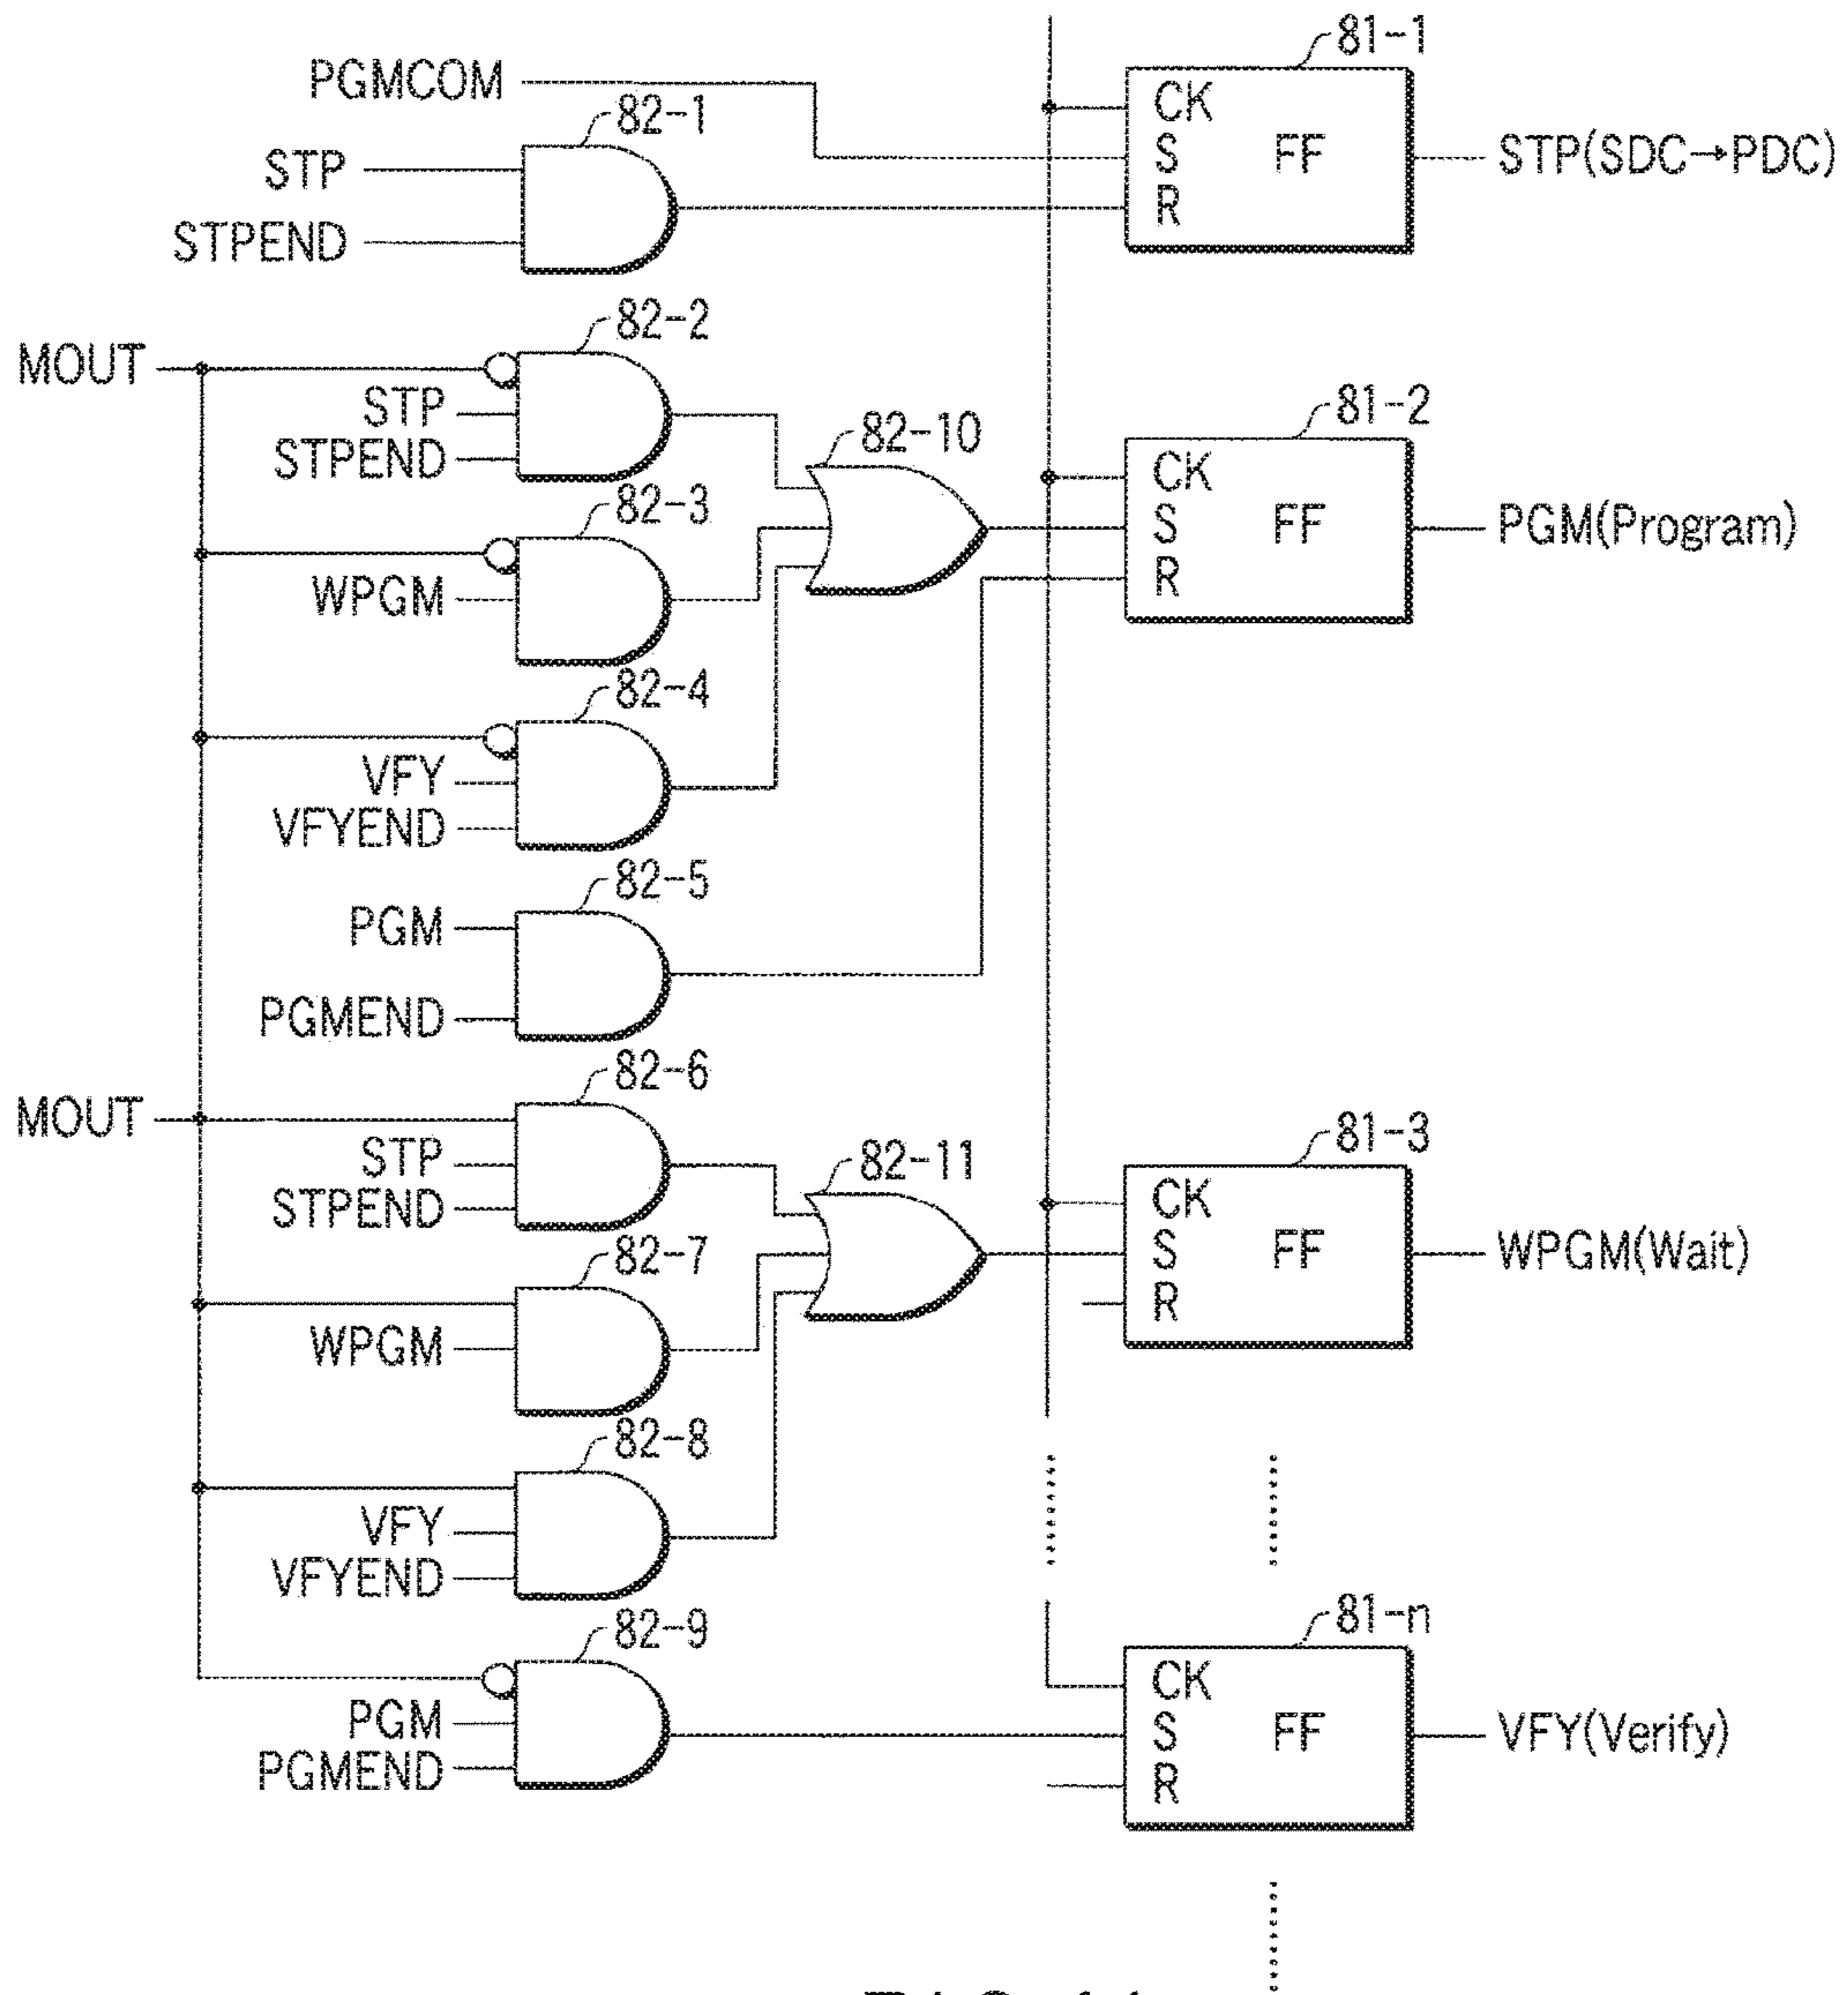 81-1
PGMCOM
CK
82-1
S
FF
STP(SDC→PDC)
STP
R
STPEND
82-2
MOUT
STP
81-2
STPEND
82-10
CK
82-3
S
FF
PGM(Program)
WPGM
R
82-4
VFY
VFYEND
82-5
PGM
PGMEND
82-6
MOUT
81-3
STP
82-11
STPEND
CK
82-7
S
FF
WPGM(Wait)
R
WPGM
82-8
VFY
VFYEND
81-n
82-9
CK
PGM
S
FF
VFY(Verify)
PGMEND
R